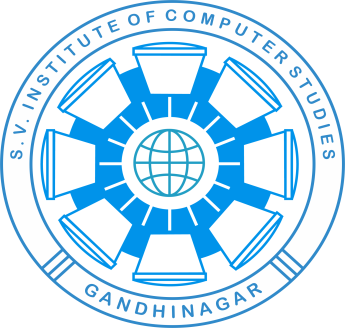 S. V. INSTITUTE OF COMPUTER STUDIES
GANDHINAGAR